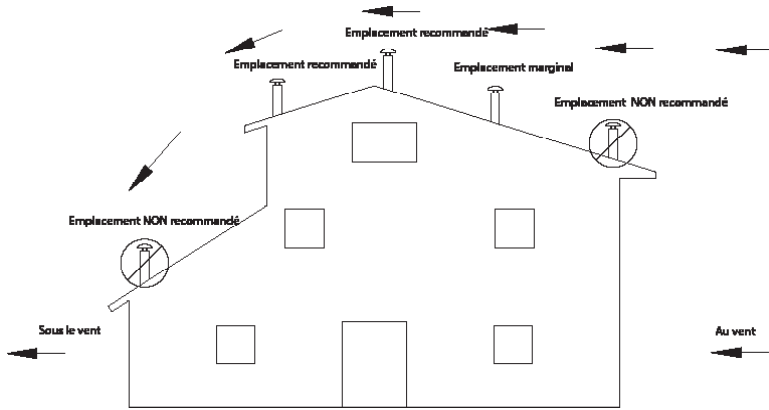 Emplacement recommandé
Emplacement recommandé
Emplacement marginal
Emplacement NON recommandé
Emplacement NON recommandé
Sous le vent
Au vent